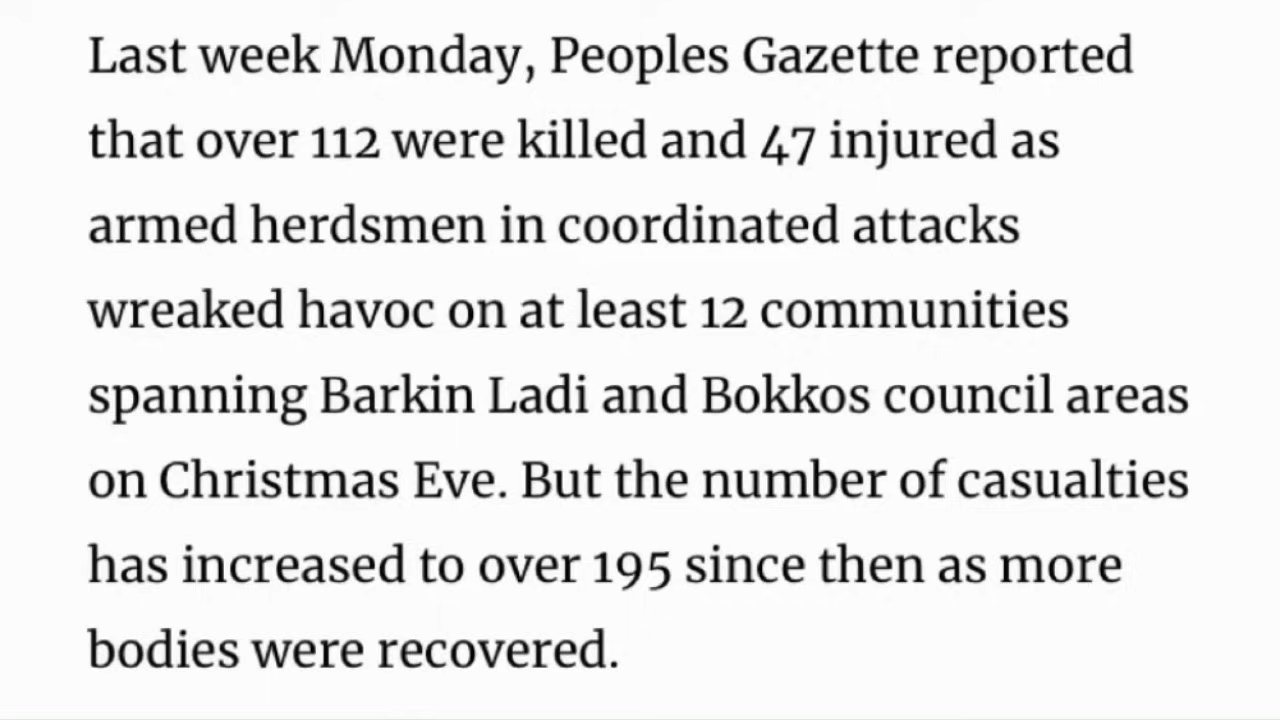 Last week Monday, Peoples Gazette reported
that over 112 were killed and 47 injured as
armed herdsmen in coordinated attacks
wreaked havoc on at least 12 communities
spanning Barkin Ladi and Bokkos council areas
on Christmas Eve. But the number of casualties
has increased to over 195 since then as more
bodies were recovered.